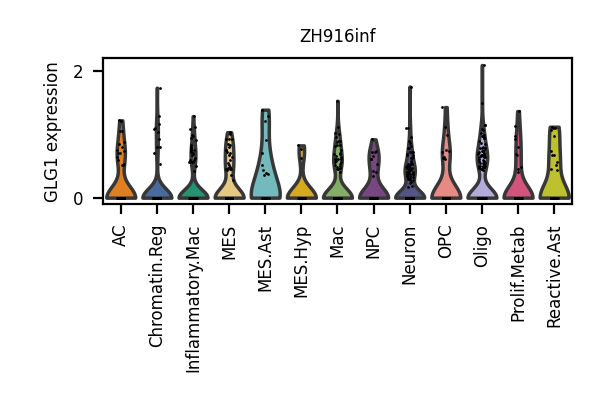 ZH916inf
GLG1 expression
2
0
AC
Chromatin.Reg
Inflammatory.Mac
MES
MES.Ast
MES.Hyp
Mac
NPC
Neuron
OPC
Oligo
Prolif.Metab
Reactive.Ast